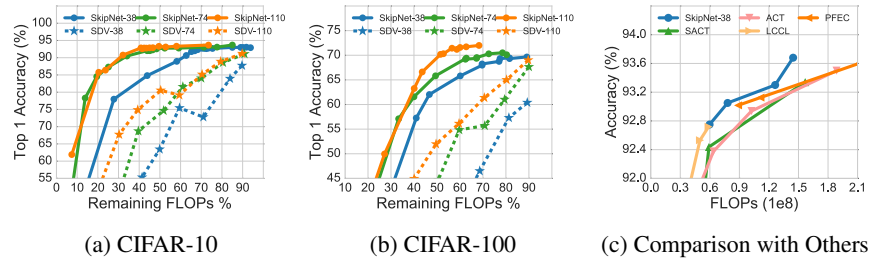 SkipNet-38 SkipNet-74 SkipNet-110
SDV-38 SDV-74 SDV-110
Top 1 Accuracy (%)
100
95
90
85
80
75
70
65
60
55
0 10 20 30 40 50 60 70 80 90 100
Remaining FLOPs %
(a) CIFAR-10
SkipNet-38 SkipNet-74 SkipNet-110
SDV-38 SDV-74 SDV-110
Top 1 Accuracy (%)
100
80
75
70
65
60
55
50
45
10 20 30 40 50 60 70 80 90 100
Remaining FLOPs %
(b) CIFAR-100
SkipNet-38 ACT PFEC
SACT LCCL
Accuracy (%)
94.0
93.6
93.2
92.8
92.4
92.0
0.0 0.3 0.6 0.9 1.2 1.5 1.8 2.1
FLOPs (1e8)
(c) Comparison with Others